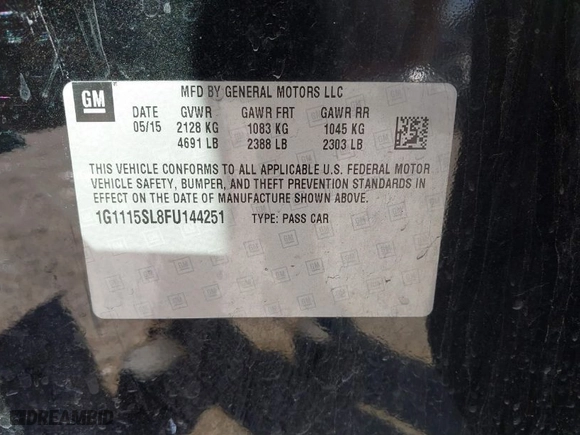 GM
MFD BY GENERAL MOTORS LLC
DATE GVWR GAWR FRT GAWR RR
05/15 2128 KG 1083 KG 1045 KG
4691 LB 2388 LB 2303 LB
THIS VEHICLE CONFORMS TO ALL APPLICABLE U.S. FEDERAL MOTOR
VEHICLE SAFETY, BUMPER, AND THEFT PREVENTION STANDARDS IN
EFFECT ON THE DATE OF MANUFACTURE SHOWN ABOVE.
1G1115SL8FU144251 TYPE: PASS CAR
DREAMBID